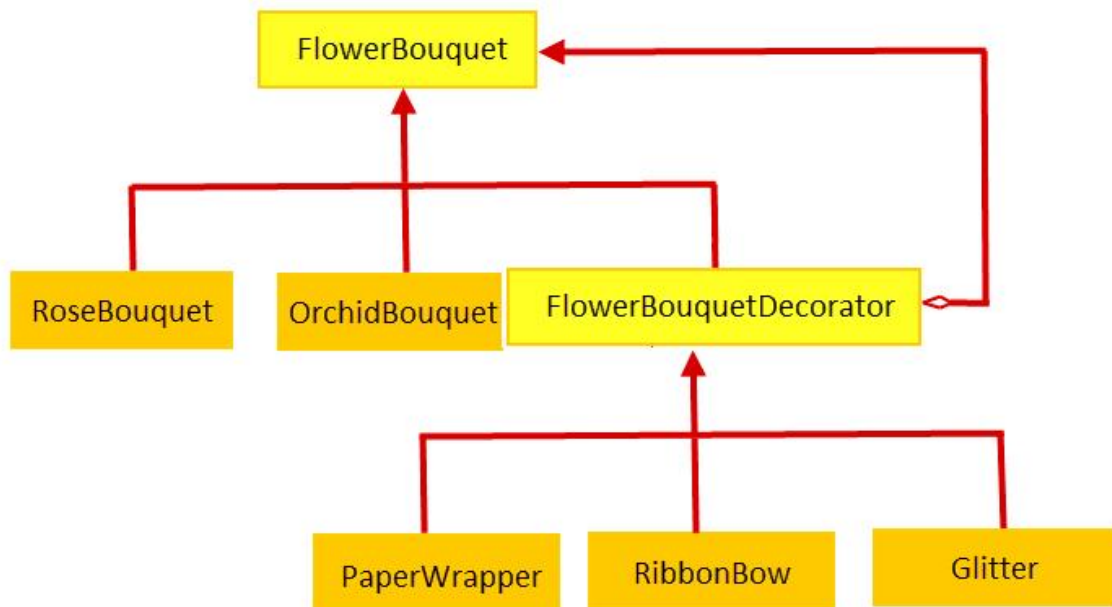 FlowerBouquet
RoseBouquet
OrchidBouquet
FlowerBouquetDecorator
PaperWrapper
RibbonBow
Glitter